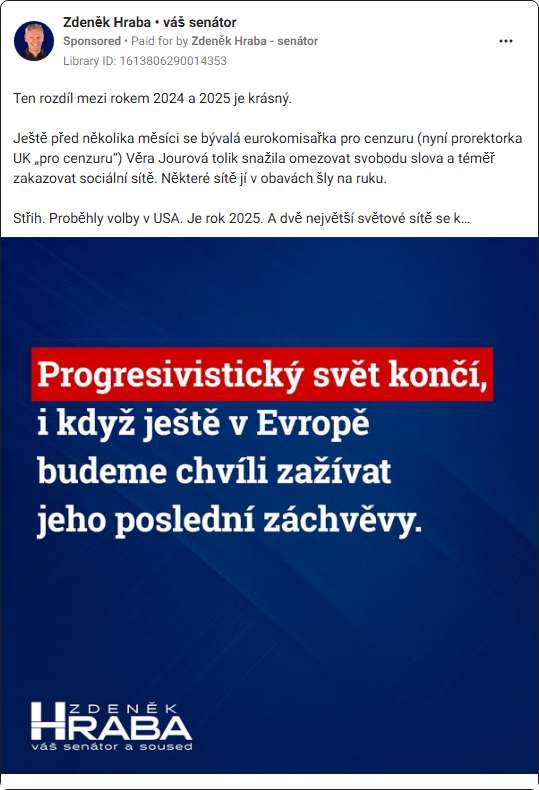 Zdeněk Hraba • váš senátor
Sponsored • Paid for by Zdeněk Hraba - senátor
Library ID: 1613806290014353
Ten rozdíl mezi rokem 2024 a 2025 je krásný.
Ještě před několika měsíci se bývalá eurokomisařka pro cenzuru (nyní prorektorka
UK „pro cenzuru“) Věra Jourová tolik snažila omezovat svobodu slova a téměř
zakazovat sociální sítě. Některé sítě jí v obavách šly na ruku.
Střih. Proběhly volby v USA. Je rok 2025. A dvě největší světové sítě se k...
Progresivistický svět končí,
i když ještě v Evropě
budeme chvíli zažívat
jeho poslední záchvěvy.
ZDENĚK
HRABA
váš senátor a soused